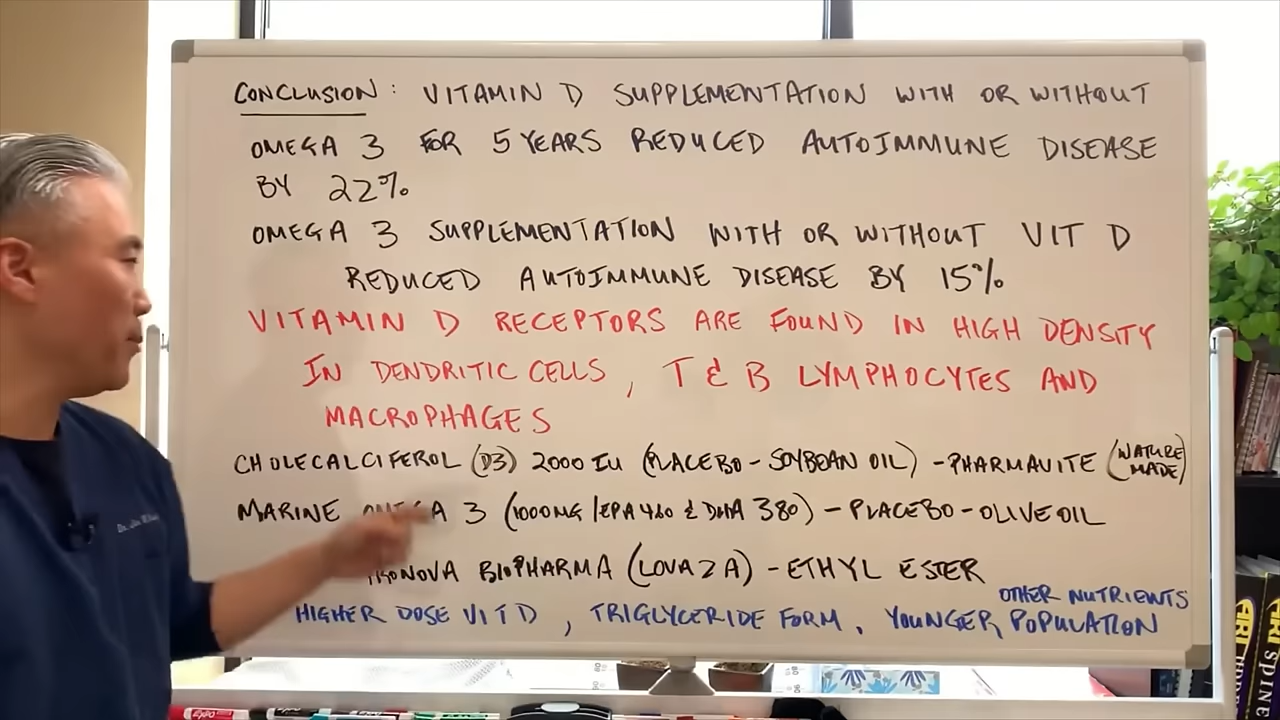 CONCLUSION: VITAMIN D SUPPLEMENTATION WITH OR WITHOUT
OMEGA 3 FOR 5 YEARS REDUCED AUTOIMMUNE DISEASE
BY 22%
OMEGA 3 SUPPLEMENTATION WITH OR WITHOUT VIT D
REDUCED AUTOIMMUNE DISEASE BY 15%
VITAMIN D RECEPTORS ARE FOUND IN HIGH DENSITY
IN DENDRITIC CELLS, T & B LYMPHOCYTES AND
MACROPHAGES
CHOLECALCIFEROL (D3) 2000 IU (PLACEBO - SOYBEAN OIL) - PHARMAVITE (NATURE MADE)
MARINE OMEGA 3 (1000MG/EPA 460 & DHA 380) - PLACEBO - OLIVE OIL
BIOPHARMA (LOVAZA) - ETHYL ESTER
OTHER NUTRIENTS
HIGHER DOSE VIT D, TRIGLYCERIDE FORM, YOUNGER POPULATION
EXPO
SPINE